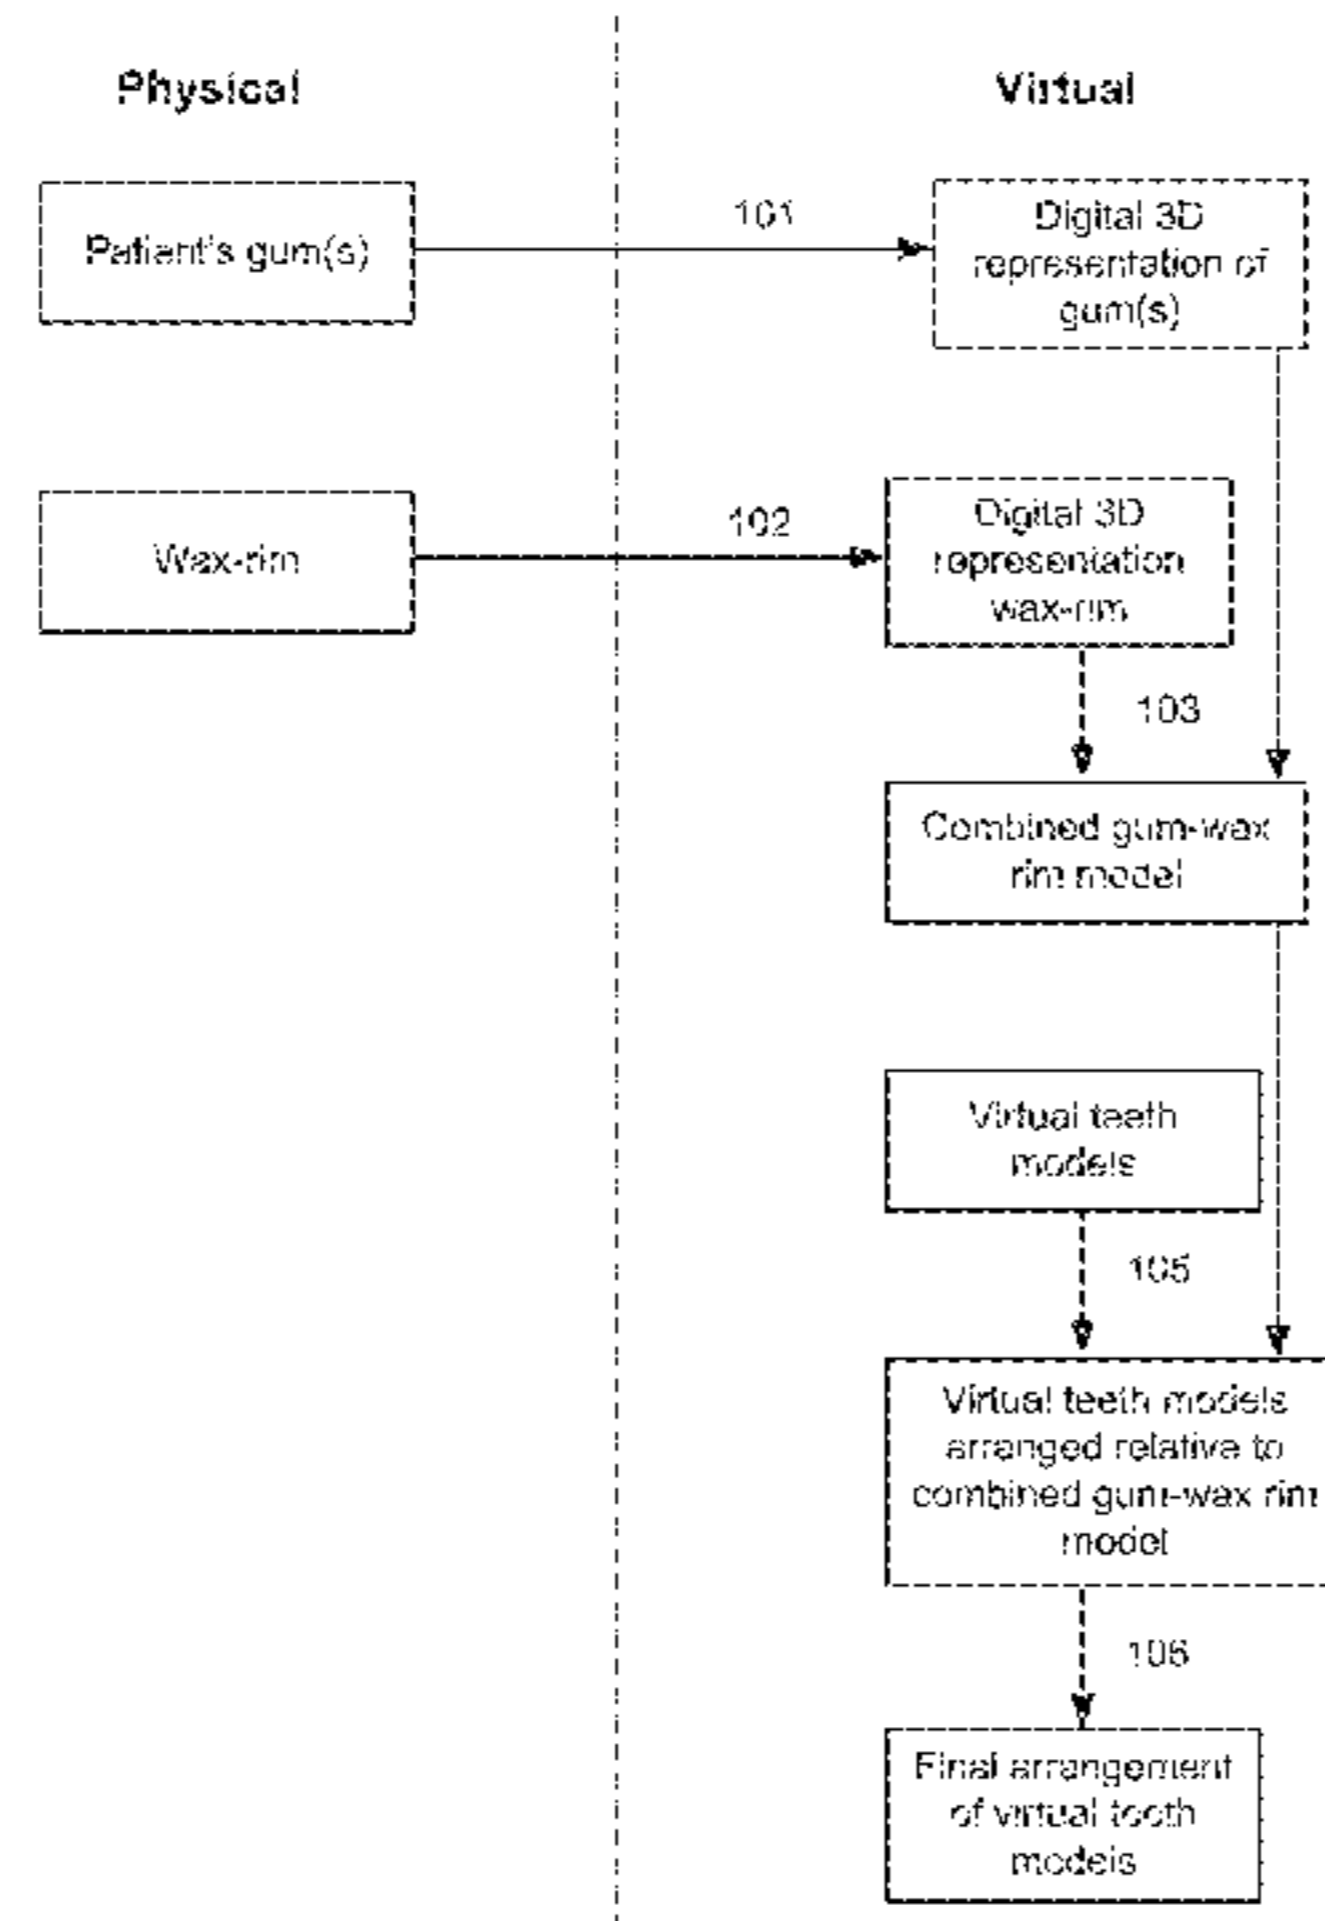 Physical
Virtual
Patient's gum(s)
101
Digital 3D
representation of
gum(s)
Wax-rim
102
Digital 3D
representation
wax-rim
103
Combined gum-wax
rim model
Virtual teeth
models
105
Virtual teeth models
arranged relative to
combined gum-wax rim
model
106
Final arrangement
of virtual tooth
models